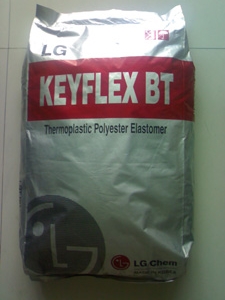 LG
KEYFLEX BT
Thermoplastic Polyester Elastomer
LG Chem